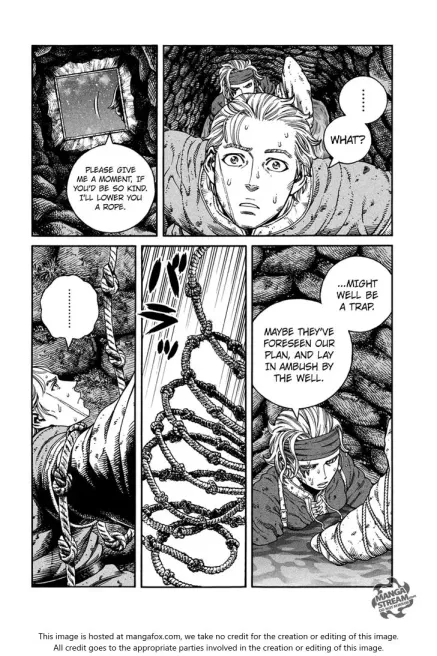 PLEASE GIVE
ME A MOMENT, IF
YOU'D BE SO KIND.
I'LL LOWER YOU
A ROPE.
......
WHAT?
...MIGHT
WELL BE
A TRAP.
MAYBE THEY'VE
FORESEEN OUR
PLAN, AND LAY
IN AMBUSH BY
THE WELL.
バラッ
.........
MANGA
STREAM
This image is hosted at mangafox.com, we take no credit for the creation or editing of this image.
All credit goes to the appropriate parties involved in the creation or editing of this image.